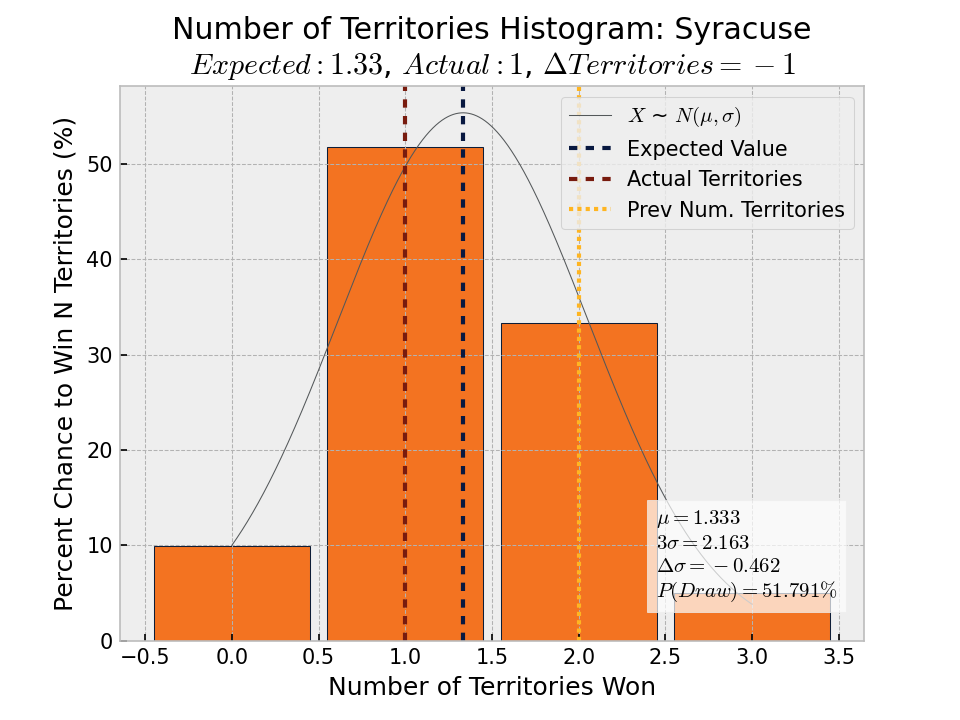 Number of Territories Histogram: Syracuse
Expected : 1.33, Actual : 1, ΔTerritories = −1
Percent Chance to Win N Territories (%)
50
40
30
20
10
0
X ∼ N(μ, σ)
Expected Value
Actual Territories
Prev Num. Territories
μ = 1.333
3σ = 2.163
Δσ = −0.462
P(Draw) = 51.791%
−0.5 0.0 0.5 1.0 1.5 2.0 2.5 3.0 3.5
Number of Territories Won